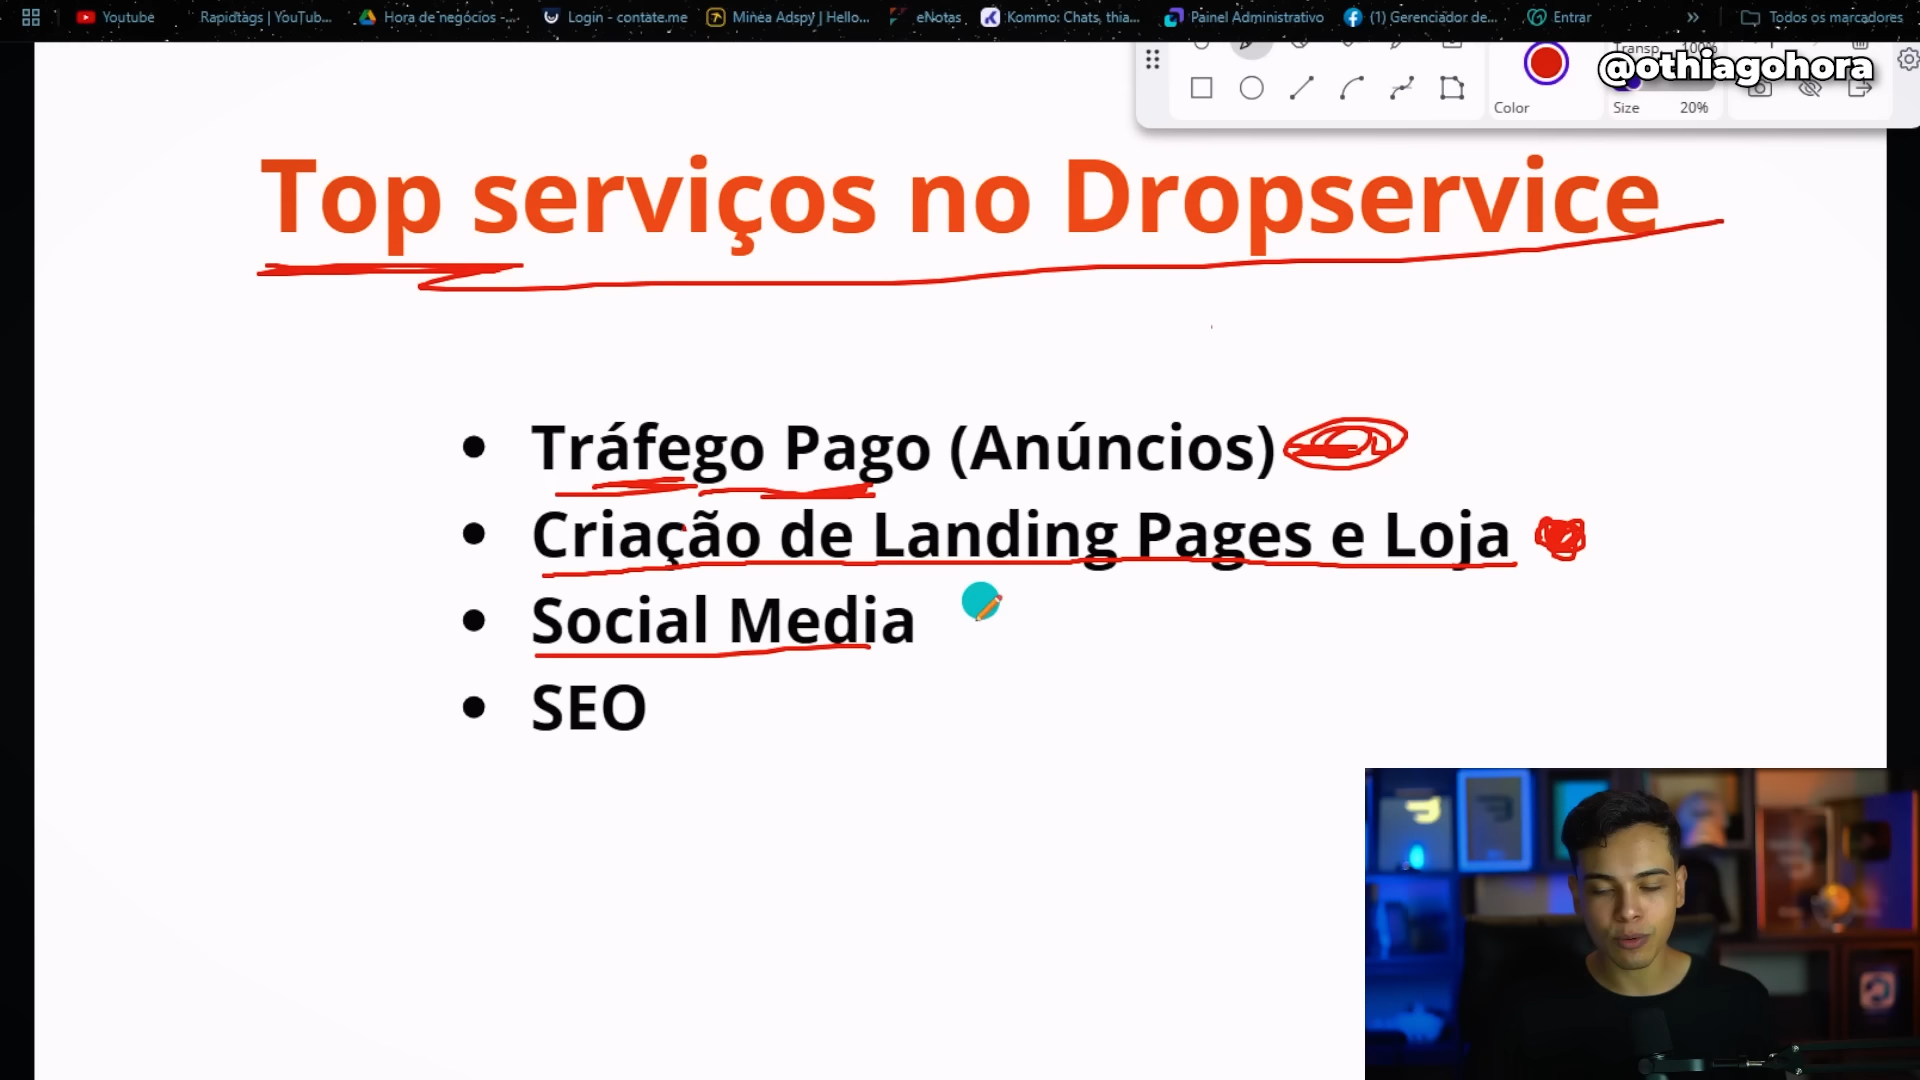 Youtube
Rapidtags | YouTub...
Hora de negócios -...
Login - contate.me
Minea Adspy | Hello...
eNotas
Kommo: Chats, thia...
Painel Administrativo
(1) Gerenciador de...
Entrar
»
Todos os marcadores
Transp. 100%
@othiagohora
Color
Size 20%
Top serviços no Dropservice
• Tráfego Pago (Anúncios)
• Criação de Landing Pages e Loja
• Social Media
• SEO